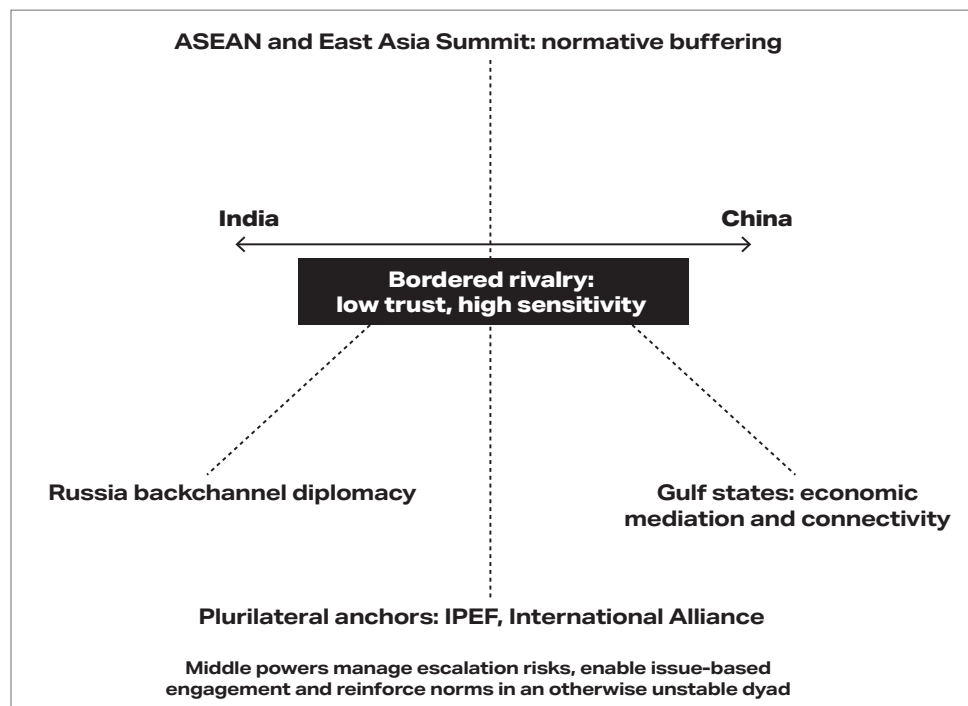 ASEAN and East Asia Summit: normative buffering
India
China
Bordered rivalry:
low trust, high sensitivity
Russia backchannel diplomacy
Gulf states: economic
mediation and connectivity
Plurilateral anchors: IPEF, International Alliance
Middle powers manage escalation risks, enable issue-based
engagement and reinforce norms in an otherwise unstable dyad